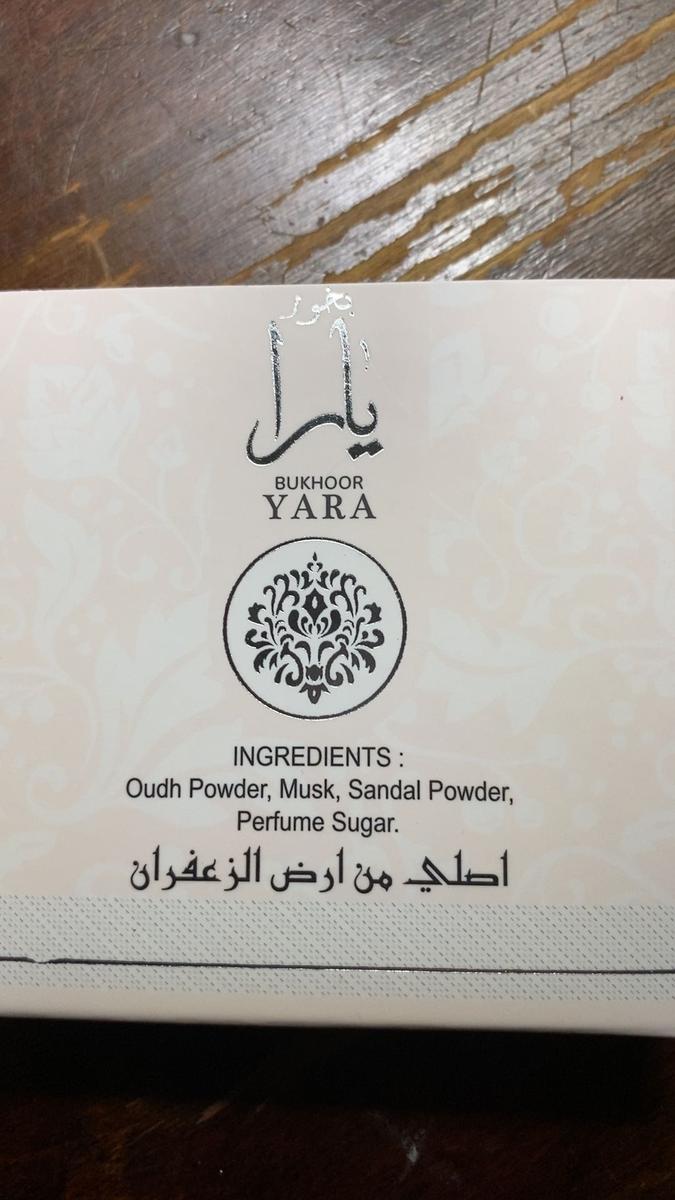 بخور
يارا
BUKHOOR
YARA
INGREDIENTS :
Oudh Powder, Musk, Sandal Powder,
Perfume Sugar.
اصلي من ارض الزعفران